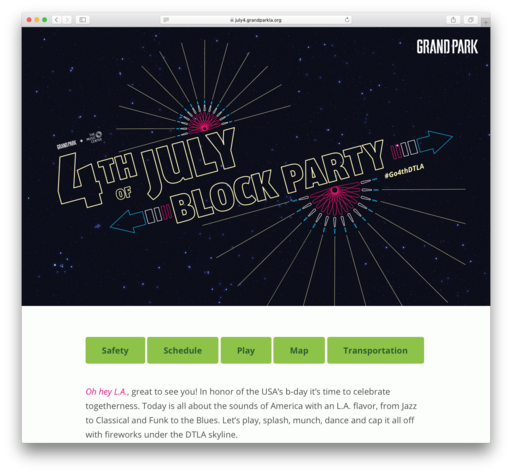 july4.grandparkla.org
GRAND PARK
GRAND PARK + THE MUSIC CENTER
4TH OF JULY
BLOCK PARTY
#Go4thDTLA
Safety Schedule Play Map Transportation
Oh hey L.A., great to see you! In honor of the USA's b-day it's time to celebrate
togetherness. Today is all about the sounds of America with an L.A. flavor, from Jazz
to Classical and Funk to the Blues. Let's play, splash, munch, dance and cap it all off
with fireworks under the DTLA skyline.